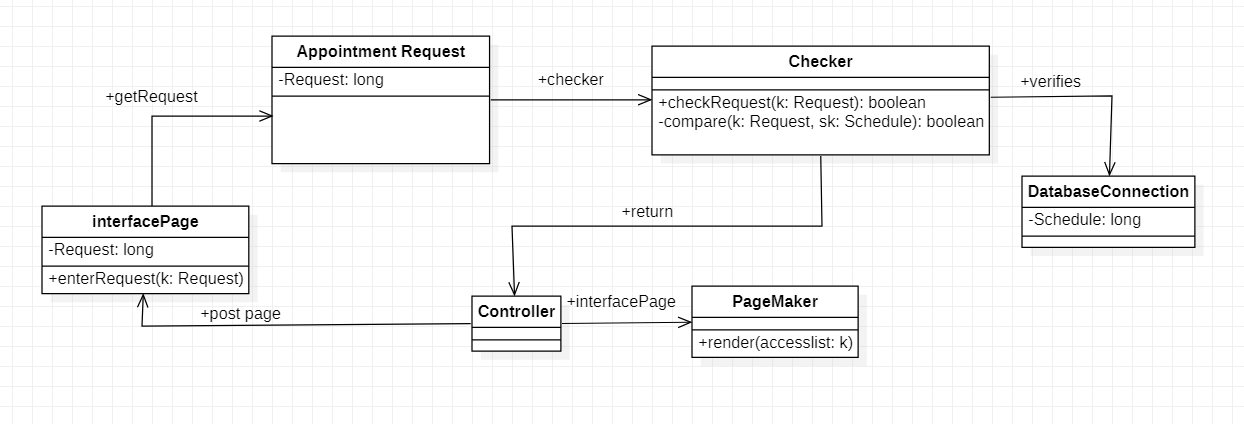 Appointment Request
-Request: long
+getRequest
+checker
Checker
+checkRequest(k: Request): boolean
-compare(k: Request, sk: Schedule): boolean
+verifies
DatabaseConnection
-Schedule: long
interfacePage
-Request: long
+enterRequest(k: Request)
+return
+post page
Controller
+interfacePage
PageMaker
+render(accesslist: k)